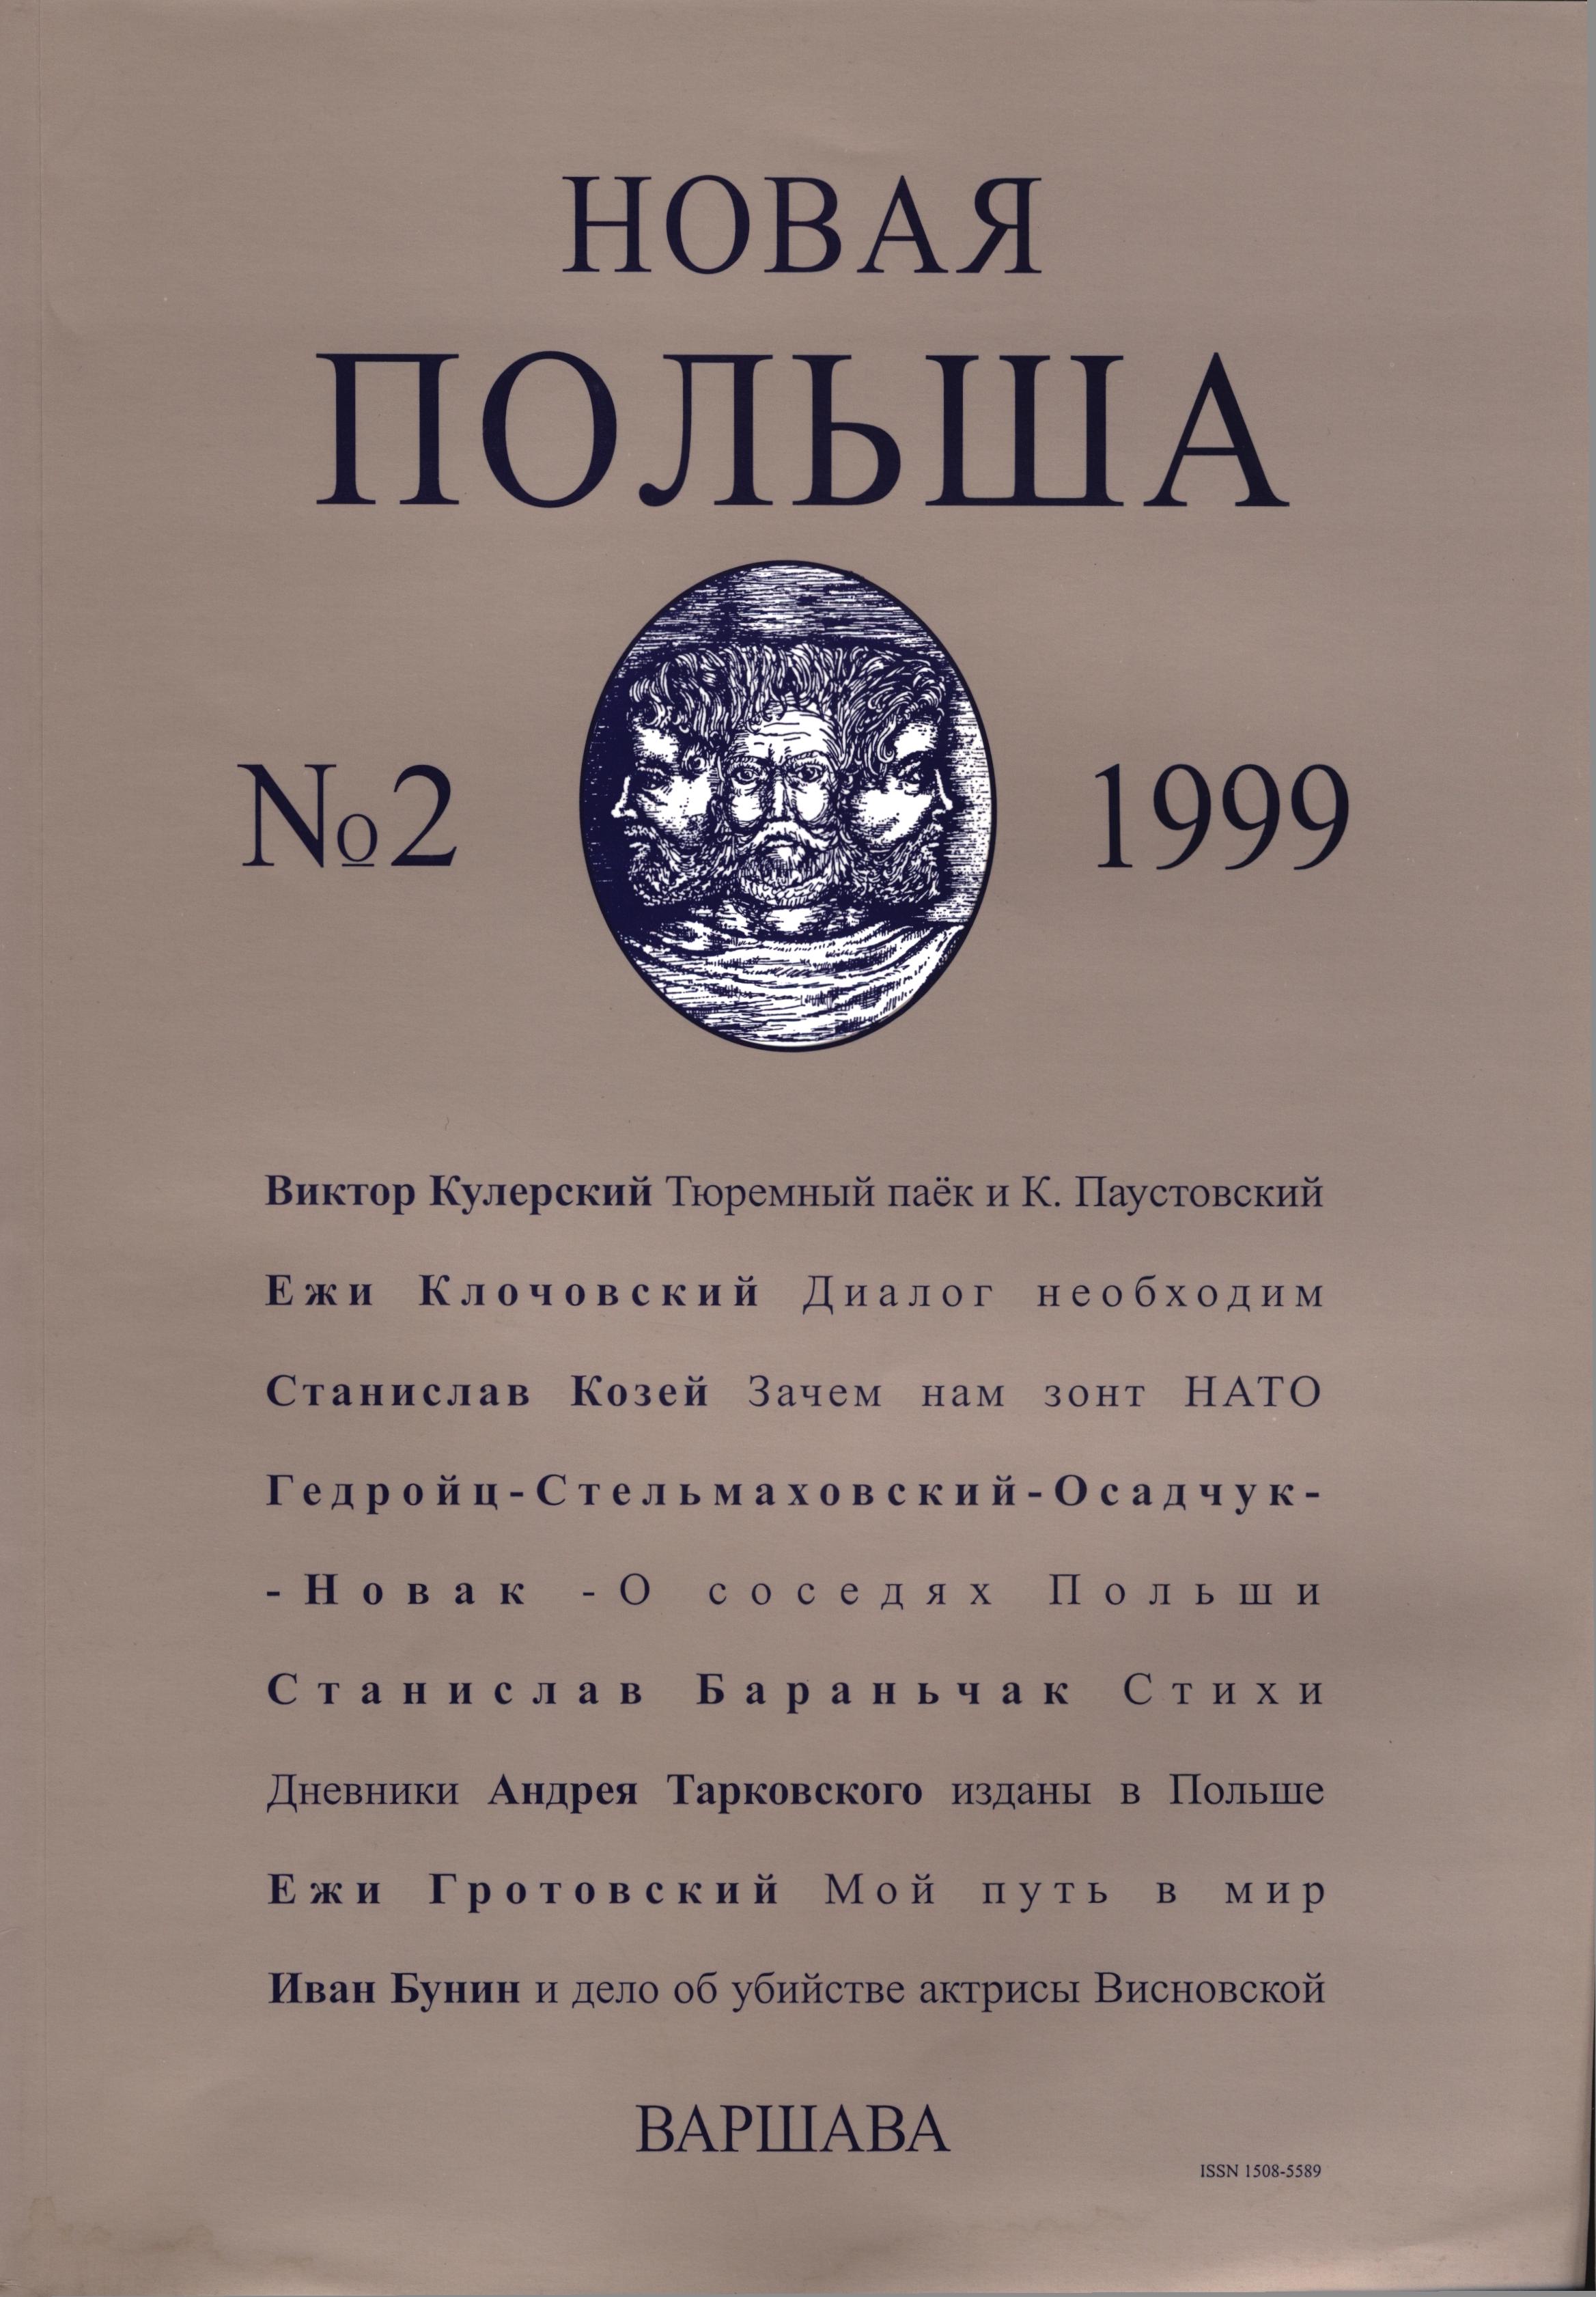 НОВАЯ
ПОЛЬША
№2
1999
Виктор Кулерский Тюремный паёк и К. Паустовский
Ежи Клочовский Диалог необходим
Станислав Козей Зачем нам зонт НАТО
Гедройц-Стельмаховский-Осадчук-
-Новак -О соседях Польши
Станислав Бараньчак Стихи
Дневники Андрея Тарковского изданы в Польше
Ежи Гротовский Мой путь в мир
Иван Бунин и дело об убийстве актрисы Висновской
ВАРШАВА
ISSN 1508-5589